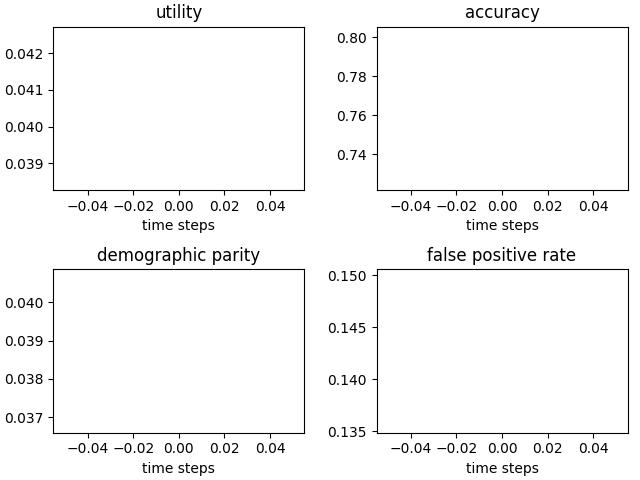 utility
0.042
0.041
0.040
0.039
−0.04 −0.02 0.00 0.02 0.04
time steps
accuracy
0.80
0.78
0.76
0.74
−0.04 −0.02 0.00 0.02 0.04
time steps
demographic parity
0.040
0.039
0.038
0.037
−0.04 −0.02 0.00 0.02 0.04
time steps
false positive rate
0.150
0.145
0.140
0.135
−0.04 −0.02 0.00 0.02 0.04
time steps